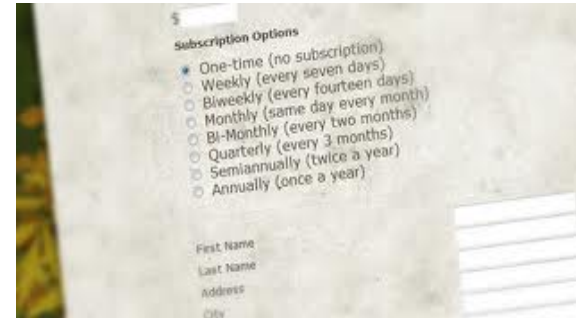 $
Subscription Options
One-time (no subscription)
Weekly (every seven days)
Biweekly (every fourteen days)
Monthly (same day every month)
Bi-Monthly (every two months)
Quarterly (every 3 months)
Semiannually (twice a year)
Annually (once a year)
First Name
Last Name
Address
City